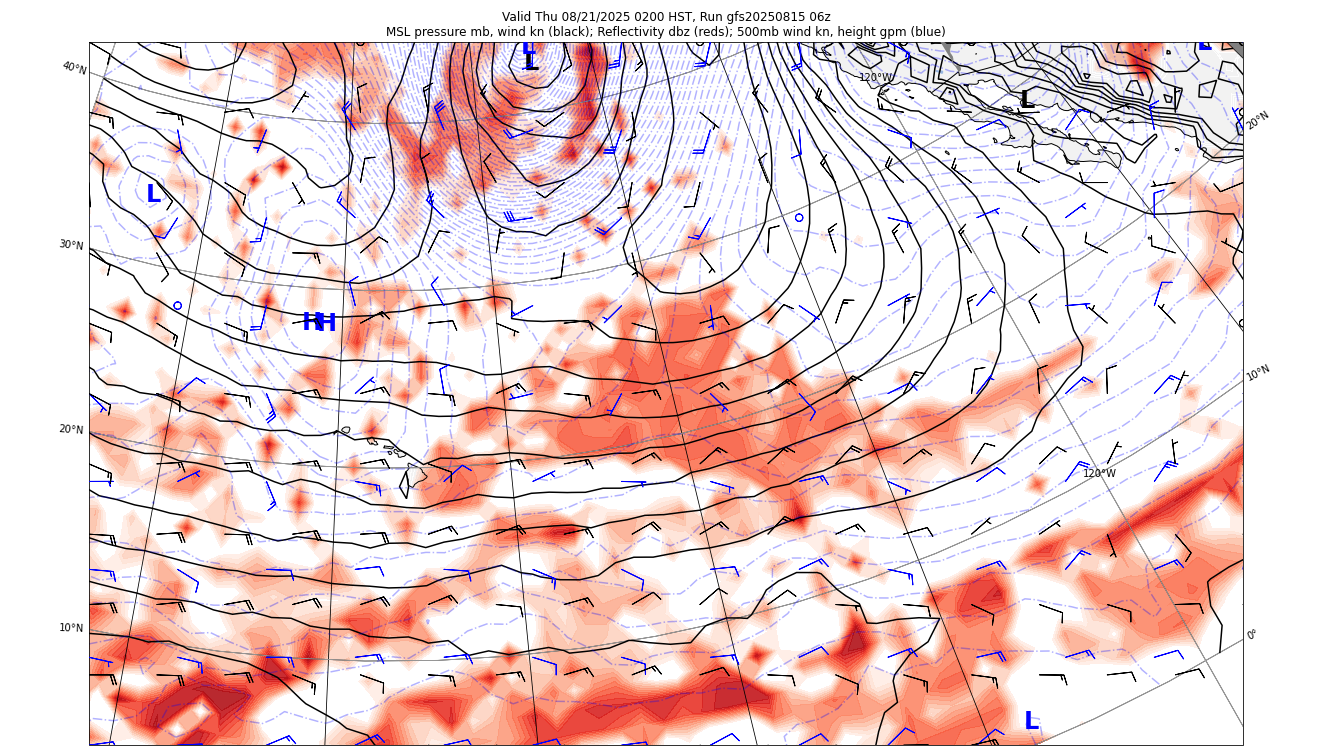 Valid Thu 08/21/2025 0200 HST, Run gfs20250815 06z
MSL pressure mb, wind kn (black); Reflectivity dbz (reds); 500mb wind kn, height gpm (blue)
L
L
L
40°N
120°W
L
20°N
L
30°N
HH
10°N
20°N
120°W
10°N
0°
L